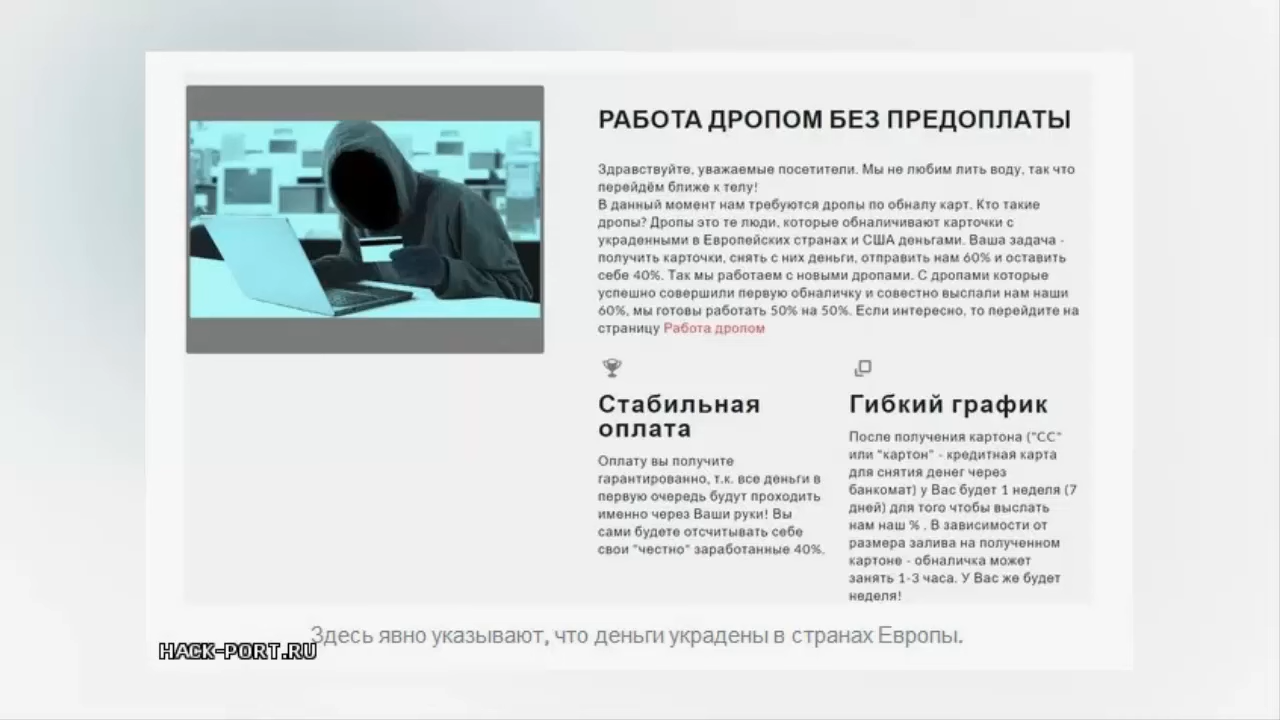 РАБОТА ДРОПОМ БЕЗ ПРЕДОПЛАТЫ
Здравствуйте, уважаемые посетители. Мы не любим лить воду, так что
перейдём ближе к телу!
В данный момент нам требуются дропы по обналу карт. Кто такие
дропы? Дропы это те люди, которые обналичивают карточки с
украденными в Европейских странах и США деньгами. Ваша задача -
получить карточки, снять с них деньги, отправить нам 60% и оставить
себе 40%. Так мы работаем с новыми дропами. С дропами которые
успешно совершили первую обналичку и совестно выслали нам наши
60%, мы готовы работать 50% на 50%. Если интересно, то перейдите на
страницу Работа дропом
Стабильная
оплата
Оплату вы получите
гарантированно, т.к. все деньги в
первую очередь будут проходить
именно через Ваши руки! Вы
сами будете отсчитывать себе
свои "честно" заработанные 40%.
Гибкий график
После получения картона ("СС"
или "картон" - кредитная карта
для снятия денег через
банкомат) у Вас будет 1 неделя (7
дней) для того чтобы выслать
нам наш % . В зависимости от
размера залива на полученном
картоне - обналичка может
занять 1-3 часа. У Вас же будет
неделя!
Здесь явно указывают, что деньги украдены в странах Европы.
HACK-PORT.RU